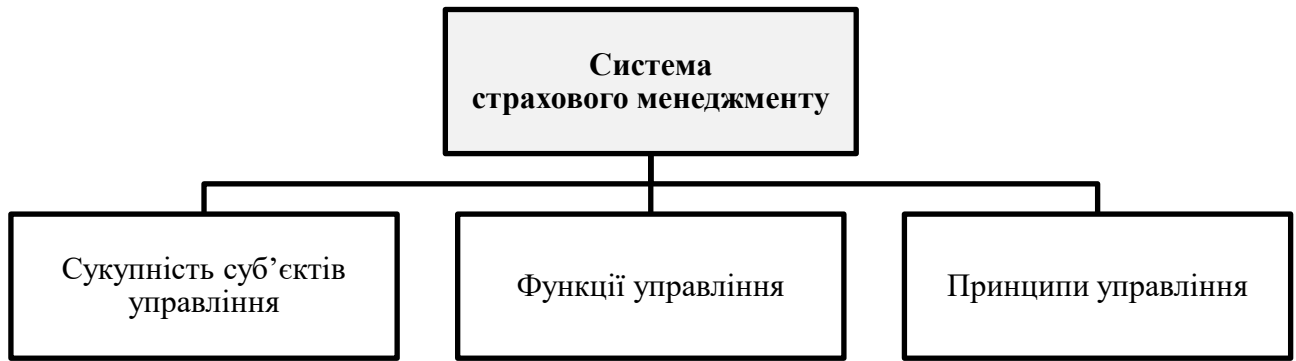 Система
страхового менеджменту
Сукупність суб’єктів
управління
Функції управління
Принципи управління